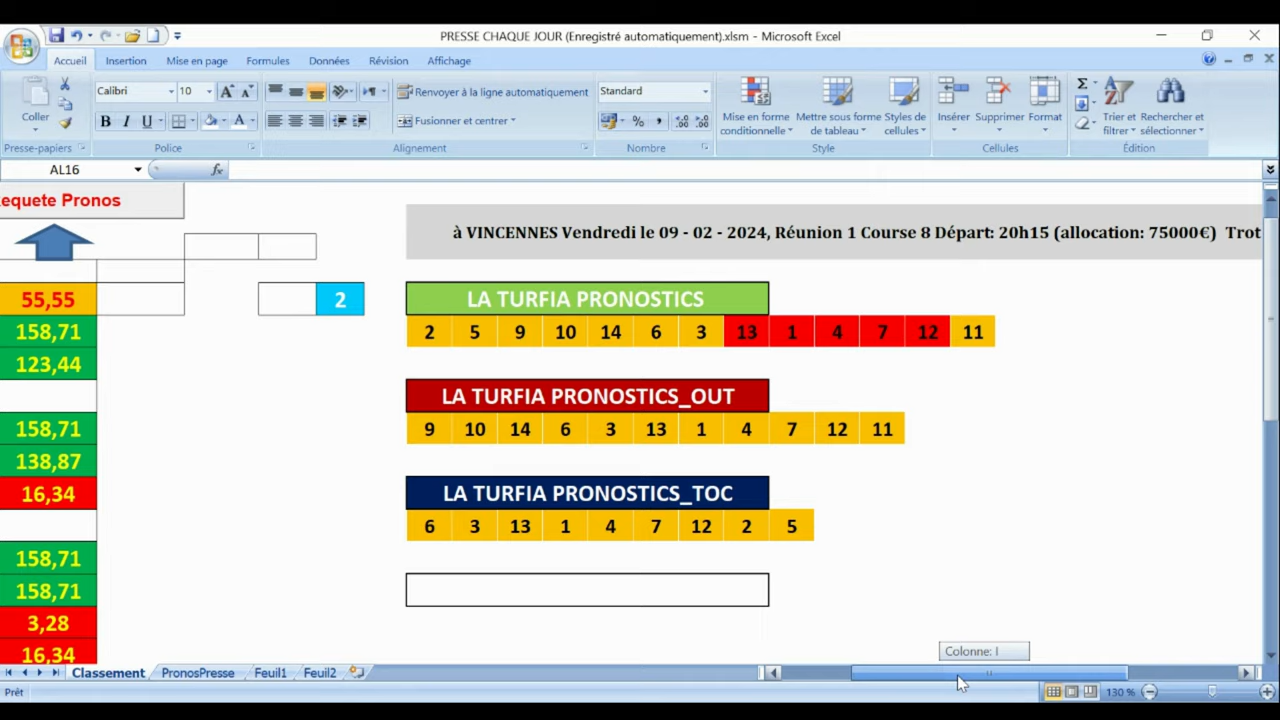 PRESSE CHAQUE JOUR (Enregistré automatiquement).xlsm - Microsoft Excel
Accueil Insertion Mise en page Formules Données Révision Affichage
Coller
Calibri 10
A A
Renvoyer à la ligne automatiquement
Standard
Mise en forme conditionnelle
Mettre sous forme de tableau
Styles de cellules
Insérer Supprimer Format
Trier et filtrer
Rechercher et sélectionner
G I U A
Fusionner et centrer
% ,
Presse-papiers Police Alignement Nombre Style Cellules Édition
AL16 fx
equete Pronos
à VINCENNES Vendredi le 09 - 02 - 2024, Réunion 1 Course 8 Départ: 20h15 (allocation: 75000€) Trot
55,55 2 LA TURFIA PRONOSTICS
158,71 2 5 9 10 14 6 3 13 1 4 7 12 11
123,44
LA TURFIA PRONOSTICS_OUT
158,71 9 10 14 6 3 13 1 4 7 12 11
138,87
16,34 LA TURFIA PRONOSTICS_TOC
6 3 13 1 4 7 12 2 5
158,71
158,71
3,28
16,34
Colonne: I
Classement PronosPresse Feuil1 Feuil2
Prêt 130 %